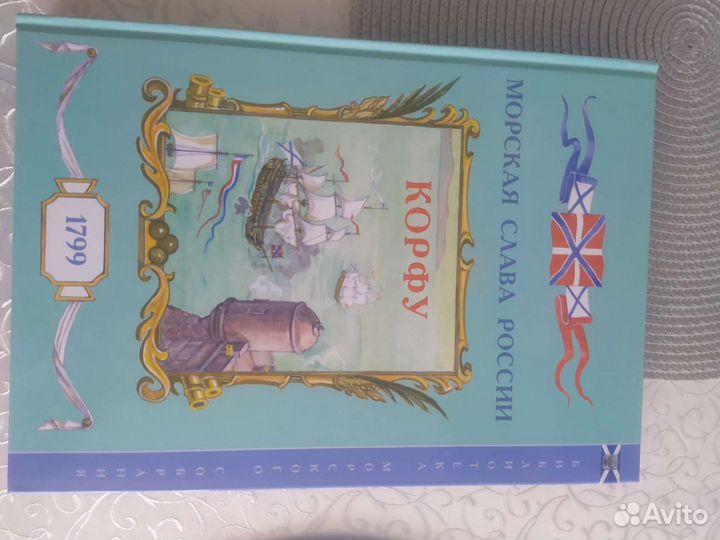 БИБЛИОТЕКА МОРСКОГО СОБРАНИЯ
МОРСКАЯ СЛАВА РОССИИ
КОРФУ
1799
Avito